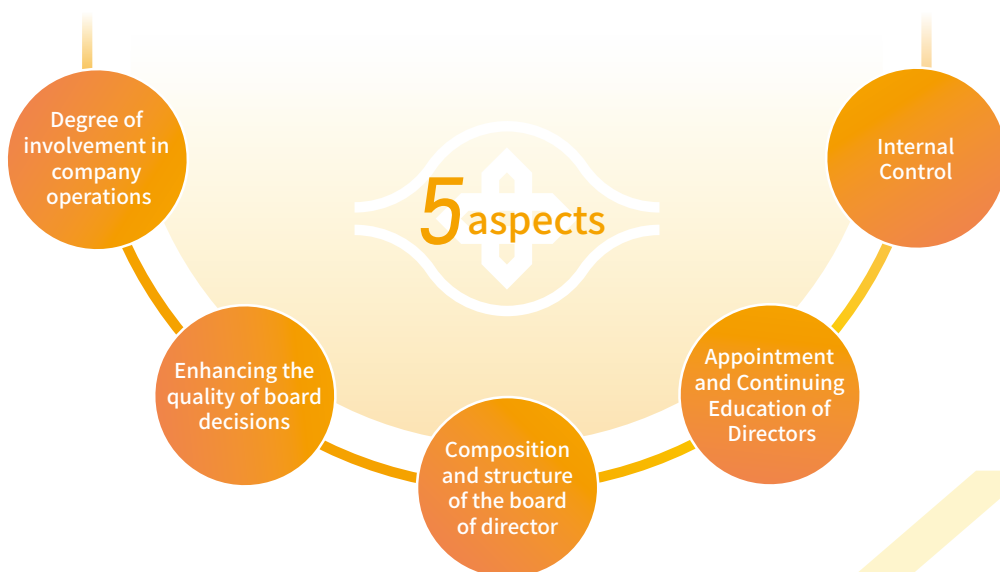 Degree of
involvement in
company
operations
Enhancing the
quality of board
decisions
Composition
and structure
of the board
of director
Appointment
and Continuing
Education of
Directors
Internal
Control
5 aspects